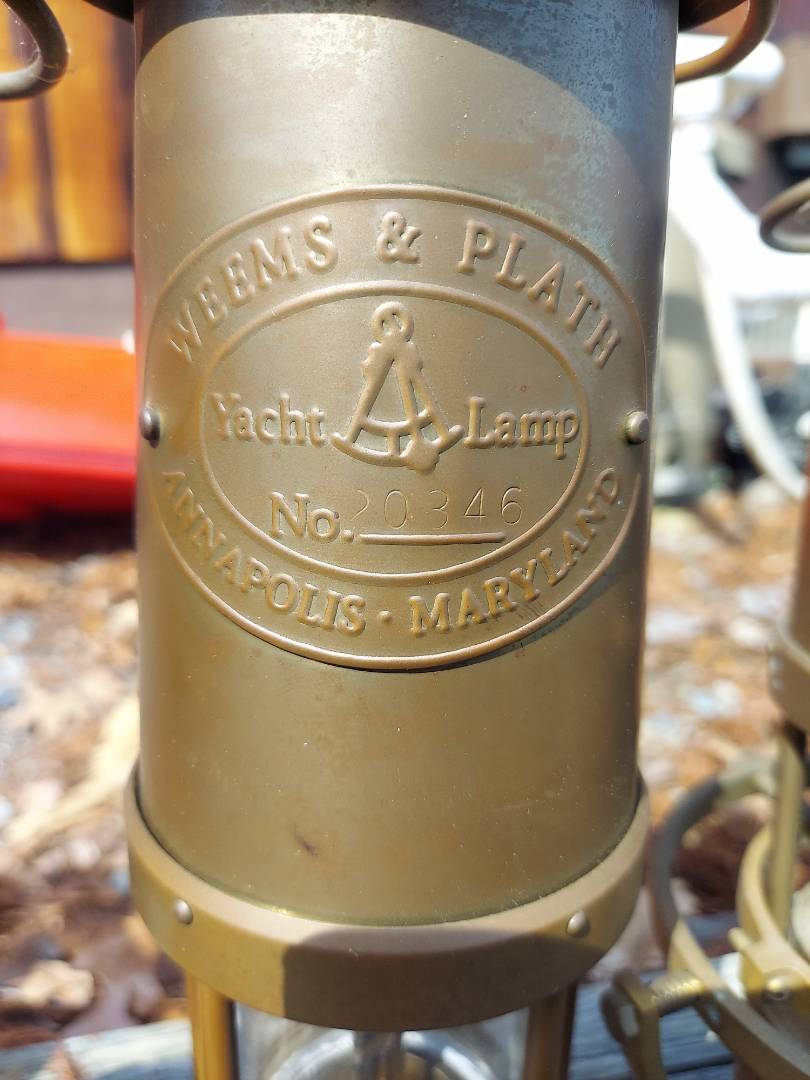 WEEMS & PLATH
Yacht Lamp
No. 20346
ANNAPOLIS · MARYLAND